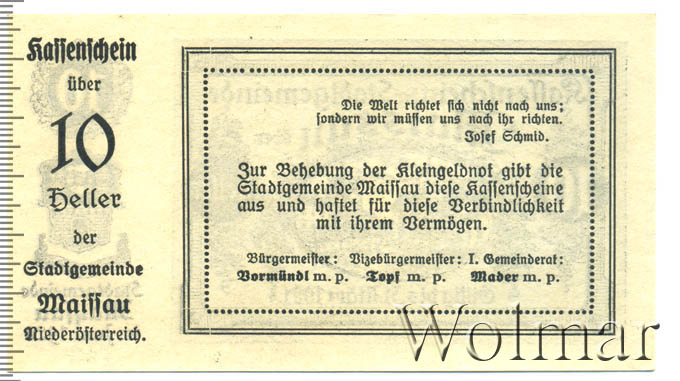 Kassenschein
über
10
Heller
der
Stadtgemeinde
Maissau
Niederösterreich.
Die Welt richtet sich nicht nach uns;
sondern wir müssen uns nach ihr richten.
Josef Schmid.
Zur Behebung der Kleingeldnot gibt die
Stadtgemeinde Maissau diese Kassenscheine
aus und haftet für diese Verbindlichkeit
mit ihrem Vermögen.
Bürgermeister: Vizebürgermeister: I. Gemeinderat:
Vormündl m. p. Topf m. p. Mader m. p.
Wolmar